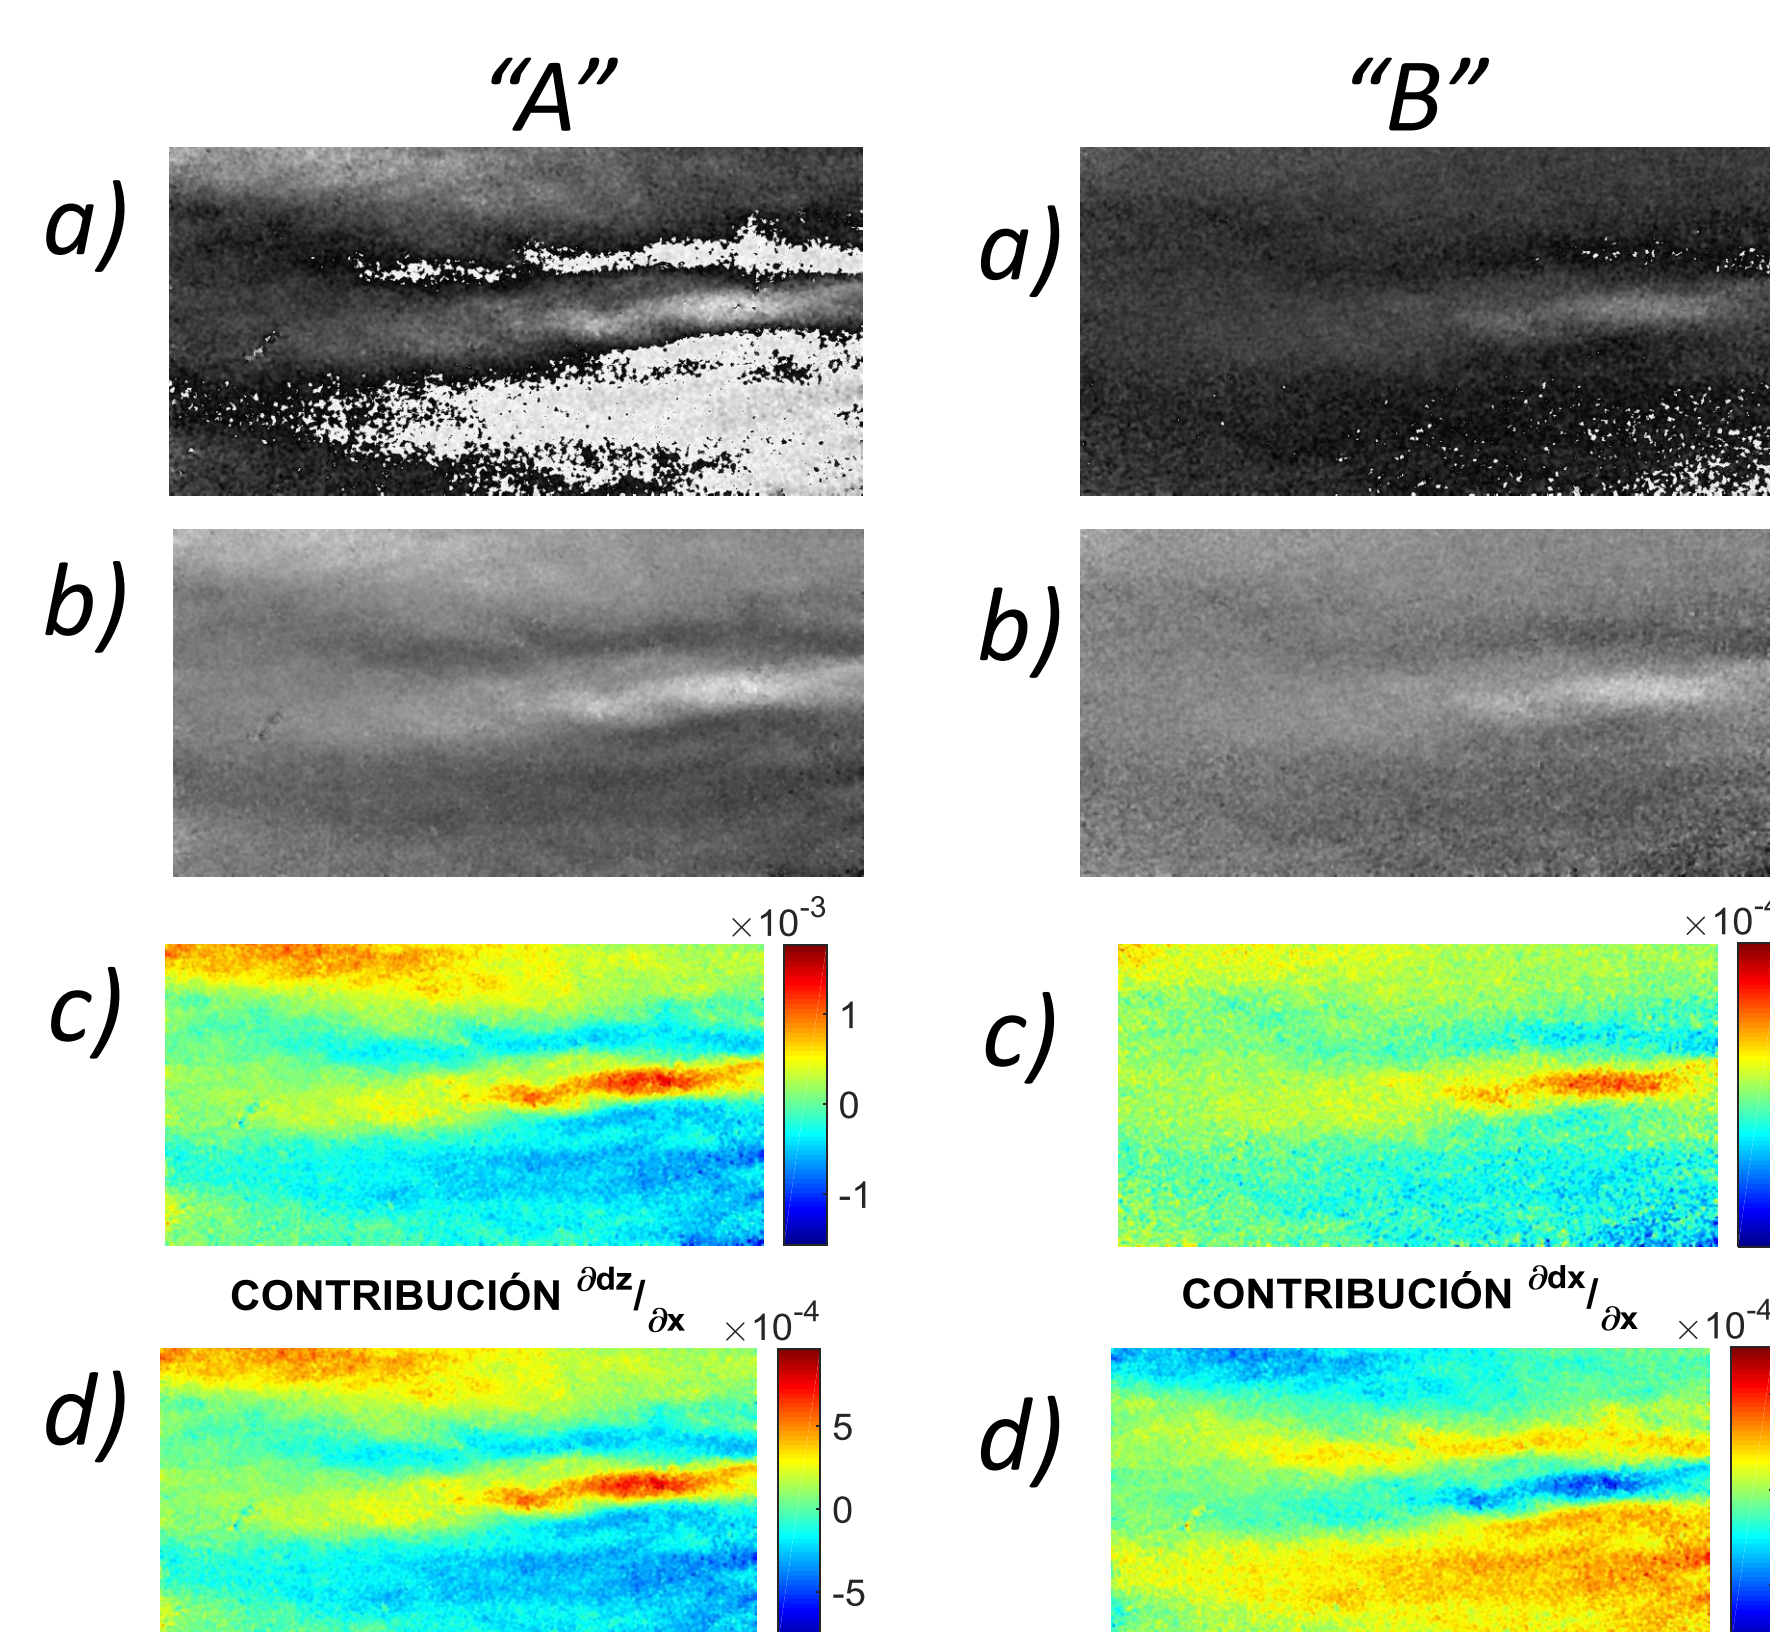 “A” “B”
a) a)
b) b)
×10-3 ×10-4
c) 1 c)
0
-1
CONTRIBUCIÓN ∂dz/∂x CONTRIBUCIÓN ∂dx/∂x
×10-4 ×10-4
d) 5 d)
0
-5